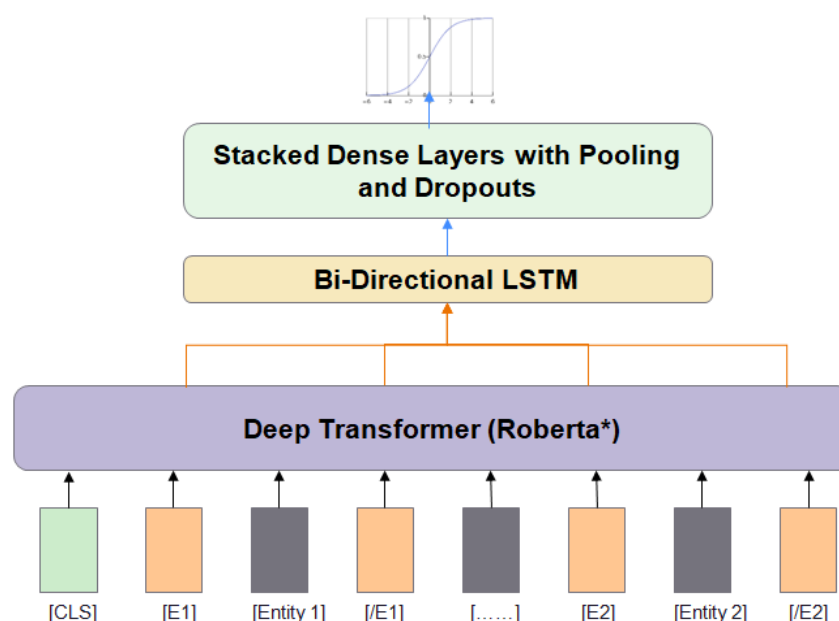 Stacked Dense Layers with Pooling
and Dropouts
Bi-Directional LSTM
Deep Transformer (Roberta*)
[CLS] [E1] [Entity 1] [/E1] [......] [E2] [Entity 2] [/E2]